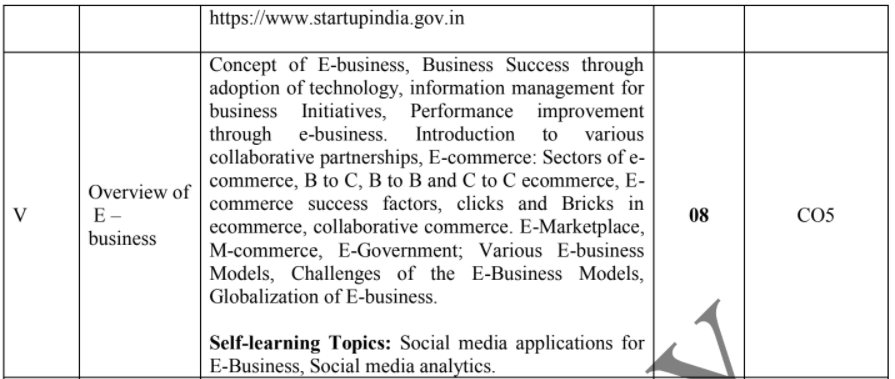 https://www.startupindia.gov.in
Concept of E-business, Business Success through
adoption of technology, information management for
business Initiatives, Performance improvement
through e-business. Introduction to various
collaborative partnerships, E-commerce: Sectors of e-
commerce, B to C, B to B and C to C ecommerce, E-
commerce success factors, clicks and Bricks in
ecommerce, collaborative commerce. E-Marketplace,
M-commerce, E-Government; Various E-business
Models, Challenges of the E-Business Models,
Globalization of E-business.
Self-learning Topics: Social media applications for
E-Business, Social media analytics.
V
Overview of
E –
business
08
CO5